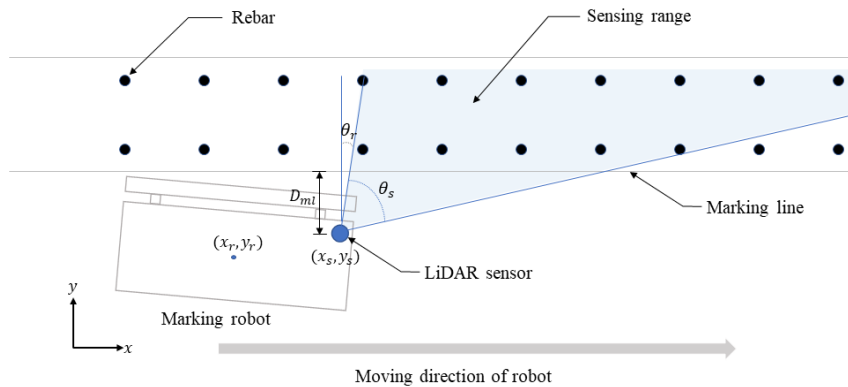 Rebar
Sensing range
θr
θs
Dml
Marking line
(xr, yr)
(xs, ys)
LiDAR sensor
y
Marking robot
x
Moving direction of robot